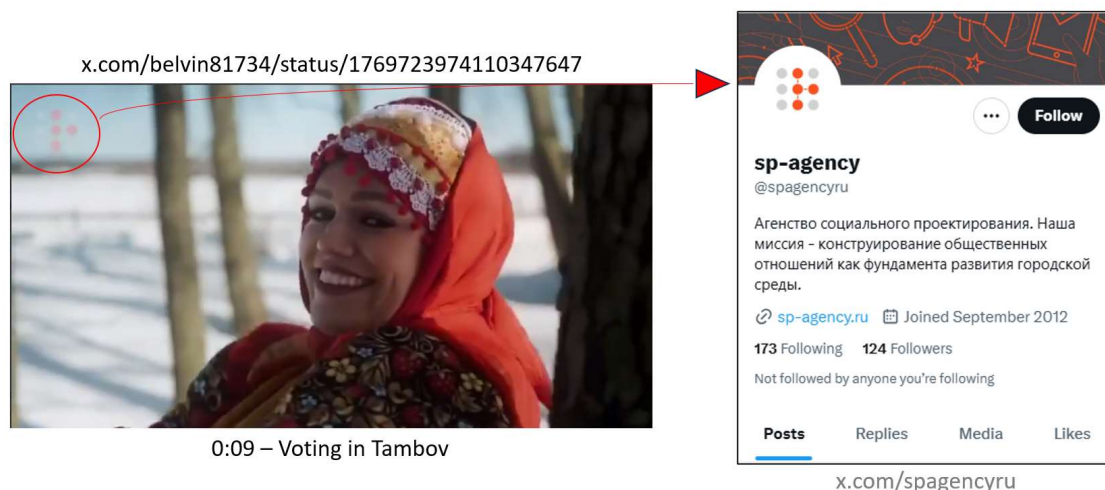 x.com/belvin81734/status/1769723974110347647
0:09 – Voting in Tambov
Follow
sp-agency
@spagencyru
Агенство социального проектирования. Наша
миссия - конструирование общественных
отношений как фундамента развития городской
среды.
sp-agency.ru Joined September 2012
173 Following 124 Followers
Not followed by anyone you're following
Posts Replies Media Likes
x.com/spagencyru